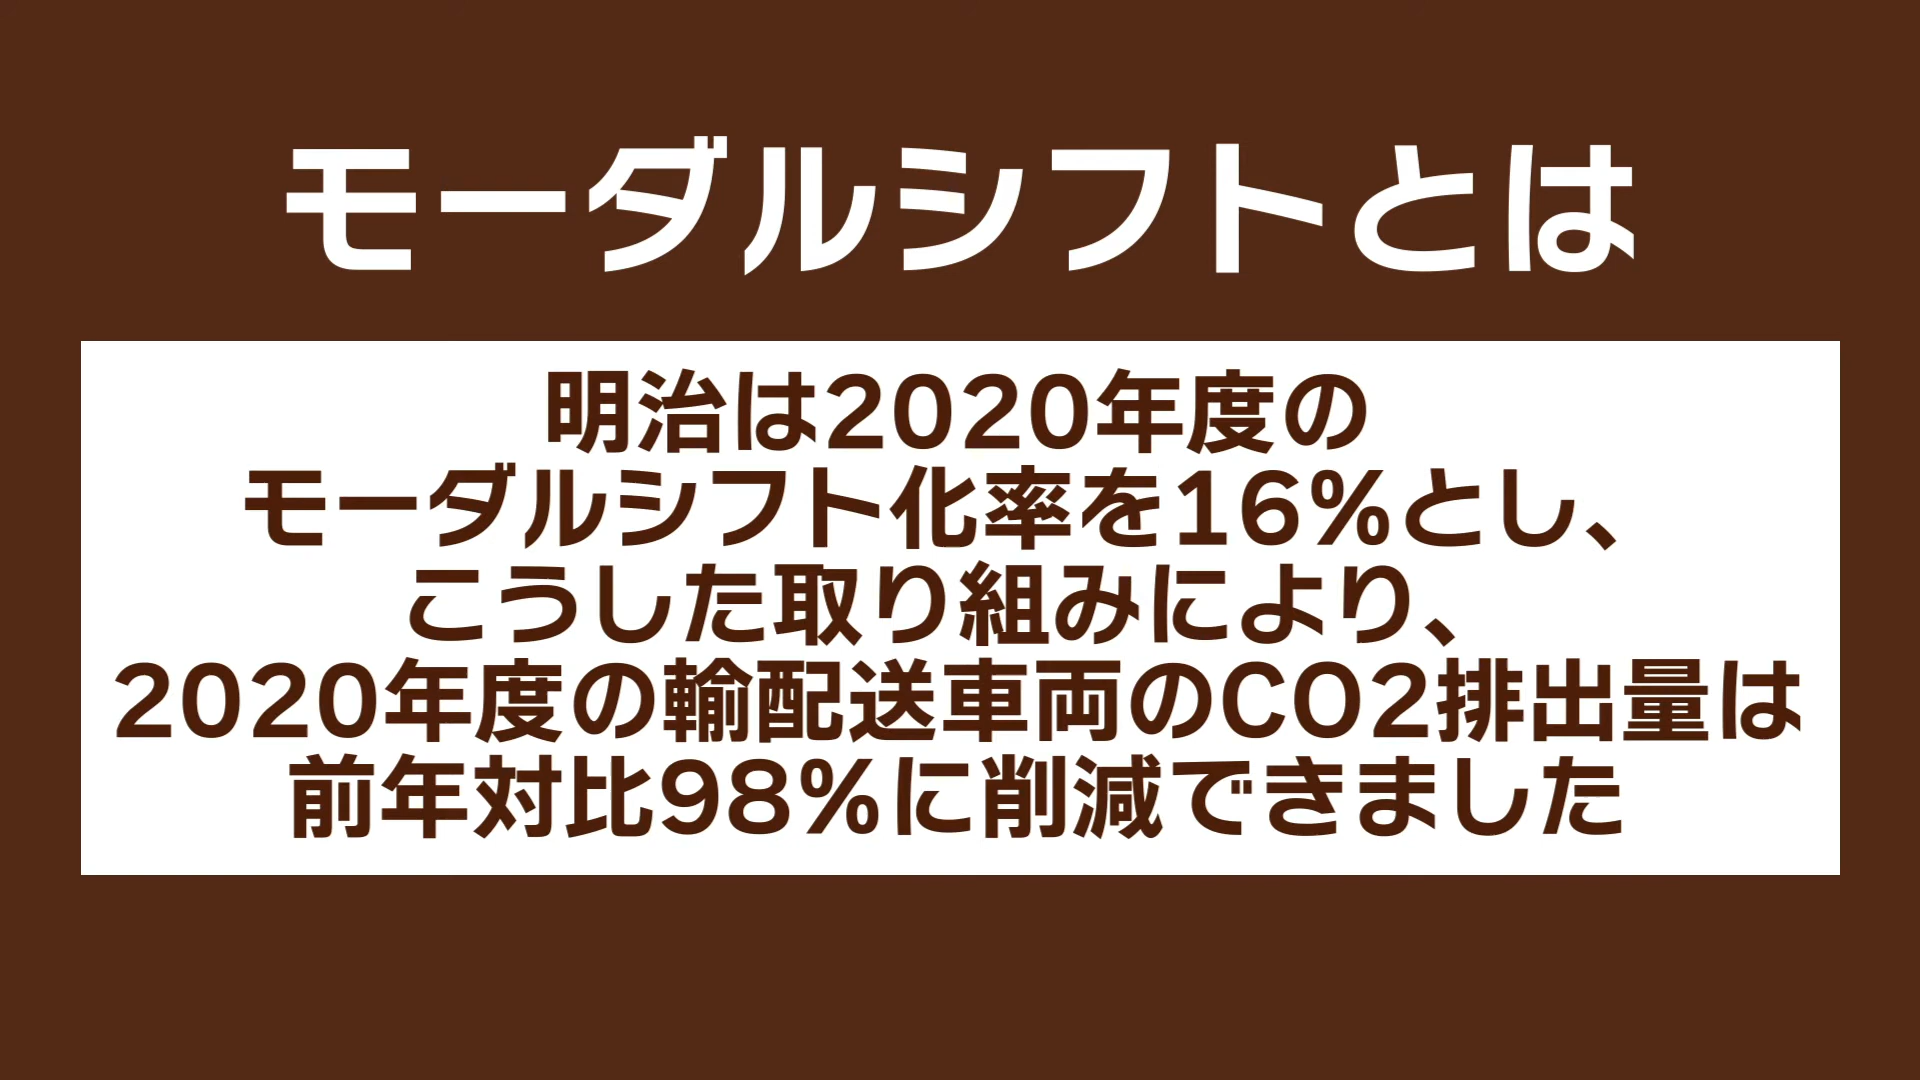 モーダルシフトとは
明治は2020年度の
モーダルシフト化率を16%とし、
こうした取り組みにより、
2020年度の輸配送車両のCO2排出量は
前年対比98%に削減できました